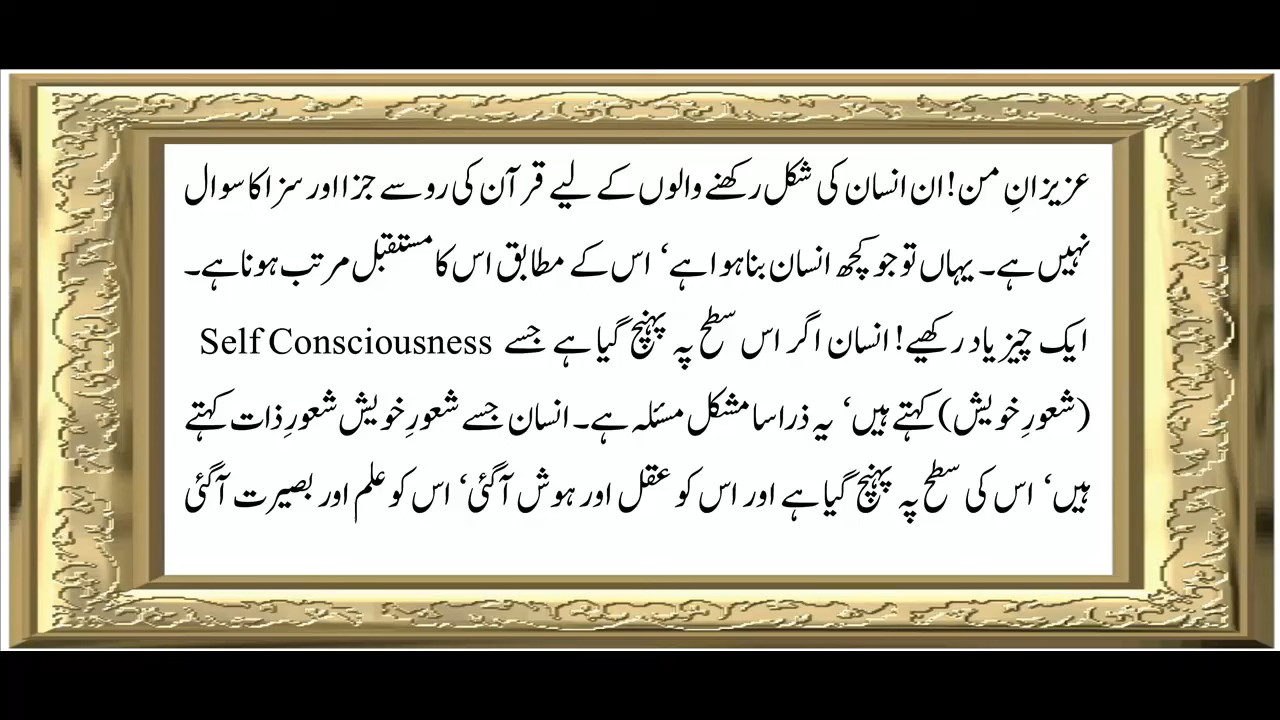 عزیزانِ من! ان انسان کی شکل رکھنے والوں کے لیے قرآن کی رو سے جزا اور سزا کا سوال
نہیں ہے۔ یہاں تو جو کچھ انسان بنا ہوا ہے‘ اس کے مطابق اس کا مستقبل مرتب ہونا ہے۔
ایک چیز یاد رکھیے! انسان اگر اس سطح پہ پہنچ گیا ہے جسے Self Consciousness
(شعورِ خویش) کہتے ہیں‘ یہ ذرا سا مشکل مسئلہ ہے۔ انسان جسے شعورِ خویش شعورِ ذات کہتے
ہیں‘ اس کی سطح پہ پہنچ گیا ہے اور اس کو عقل اور ہوش آ گئی‘ اس کو علم اور بصیرت آ گئی